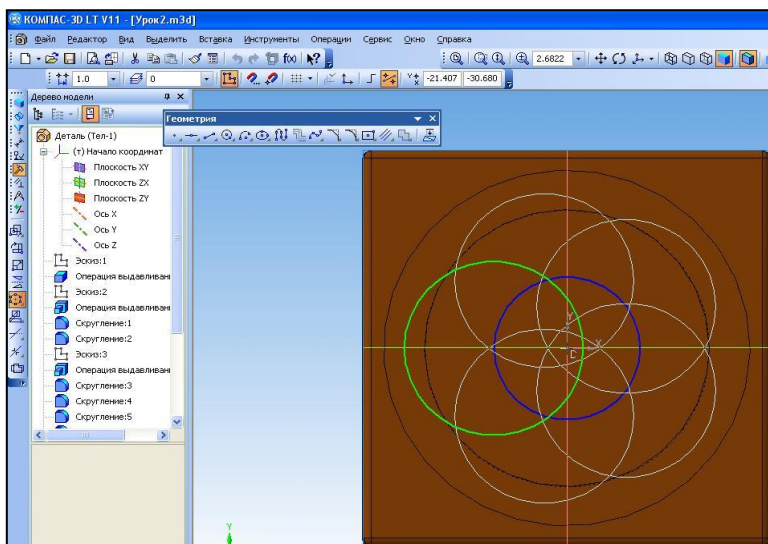 КОМПАС-3D LT V11 - [Урок2.m3d]
Файл Редактор Вид Выделить Вставка Инструменты Операции Сервис Окно Справка
f(x) 2.6822
1.0 0 -21.407 -30.680
Дерево модели
Геометрия
Деталь (Тел-1)
(т) Начало координат
Плоскость XY
Плоскость ZX
Плоскость ZY
Ось X
Ось Y
Ось Z
Эскиз:1
Операция выдавливан
Эскиз:2
Операция выдавливан
Скругление:1
Скругление:2
Эскиз:3
Операция выдавливан
Скругление:3
Скругление:4
Скругление:5
Y
X
Y